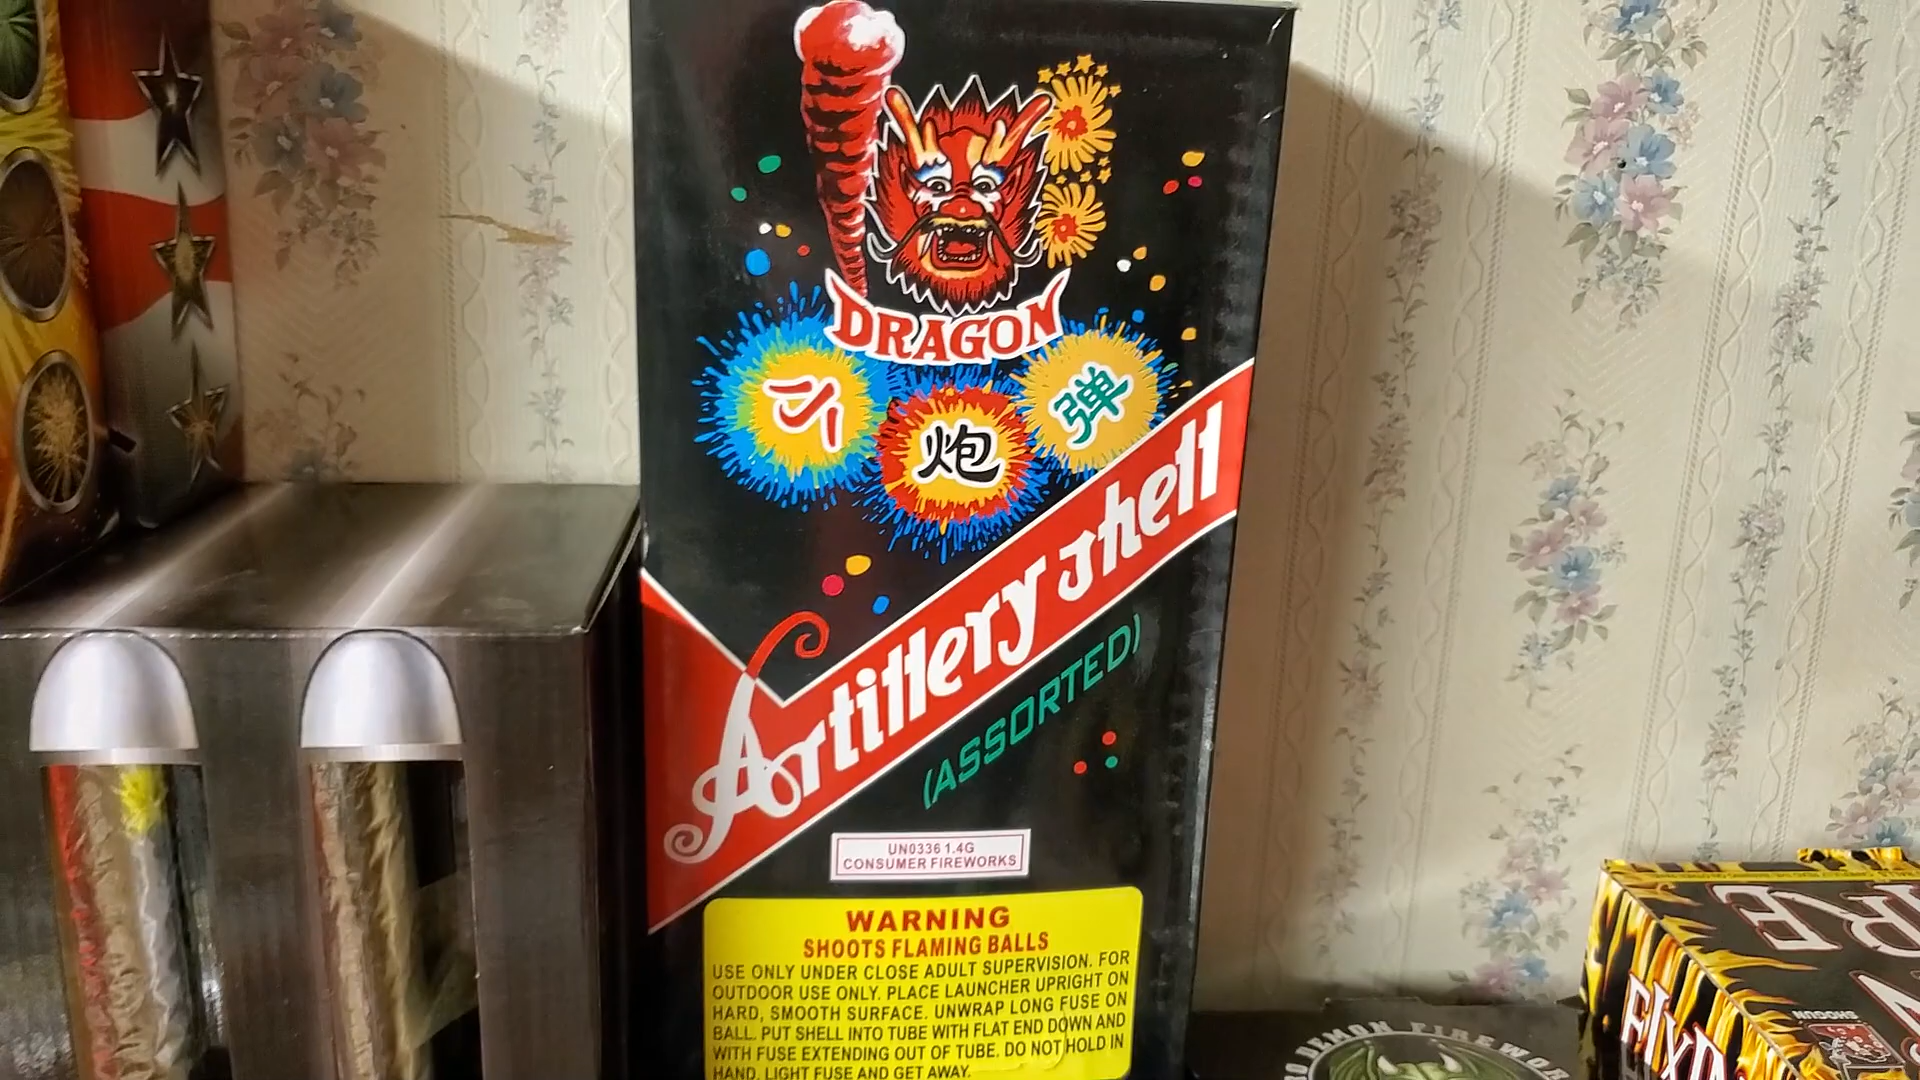 DRAGON
炮
弹
Artillery shell
(ASSORTED)
UN0336 1.4G
CONSUMER FIREWORKS
WARNING
SHOOTS FLAMING BALLS
USE ONLY UNDER CLOSE ADULT SUPERVISION. FOR
OUTDOOR USE ONLY. PLACE LAUNCHER UPRIGHT ON
HARD, SMOOTH SURFACE. UNWRAP LONG FUSE ON
BALL. PUT SHELL INTO TUBE WITH FLAT END DOWN AND
WITH FUSE EXTENDING OUT OF TUBE. DO NOT HOLD IN
HAND. LIGHT FUSE AND GET AWAY.
DEMON
SHOGUN